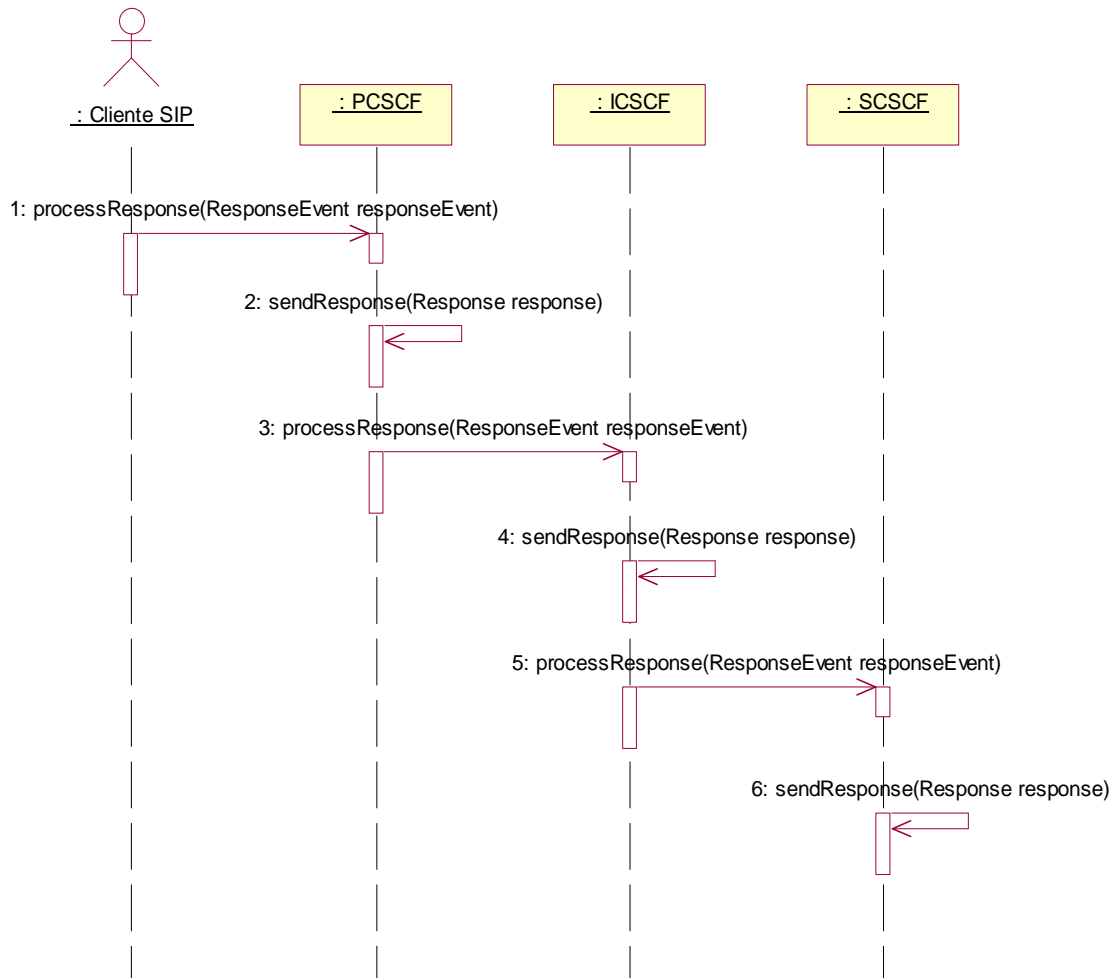 : Cliente SIP
: PCSCF
: ICSCF
: SCSCF
1: processResponse(ResponseEvent responseEvent)
2: sendResponse(Response response)
3: processResponse(ResponseEvent responseEvent)
4: sendResponse(Response response)
5: processResponse(ResponseEvent responseEvent)
6: sendResponse(Response response)